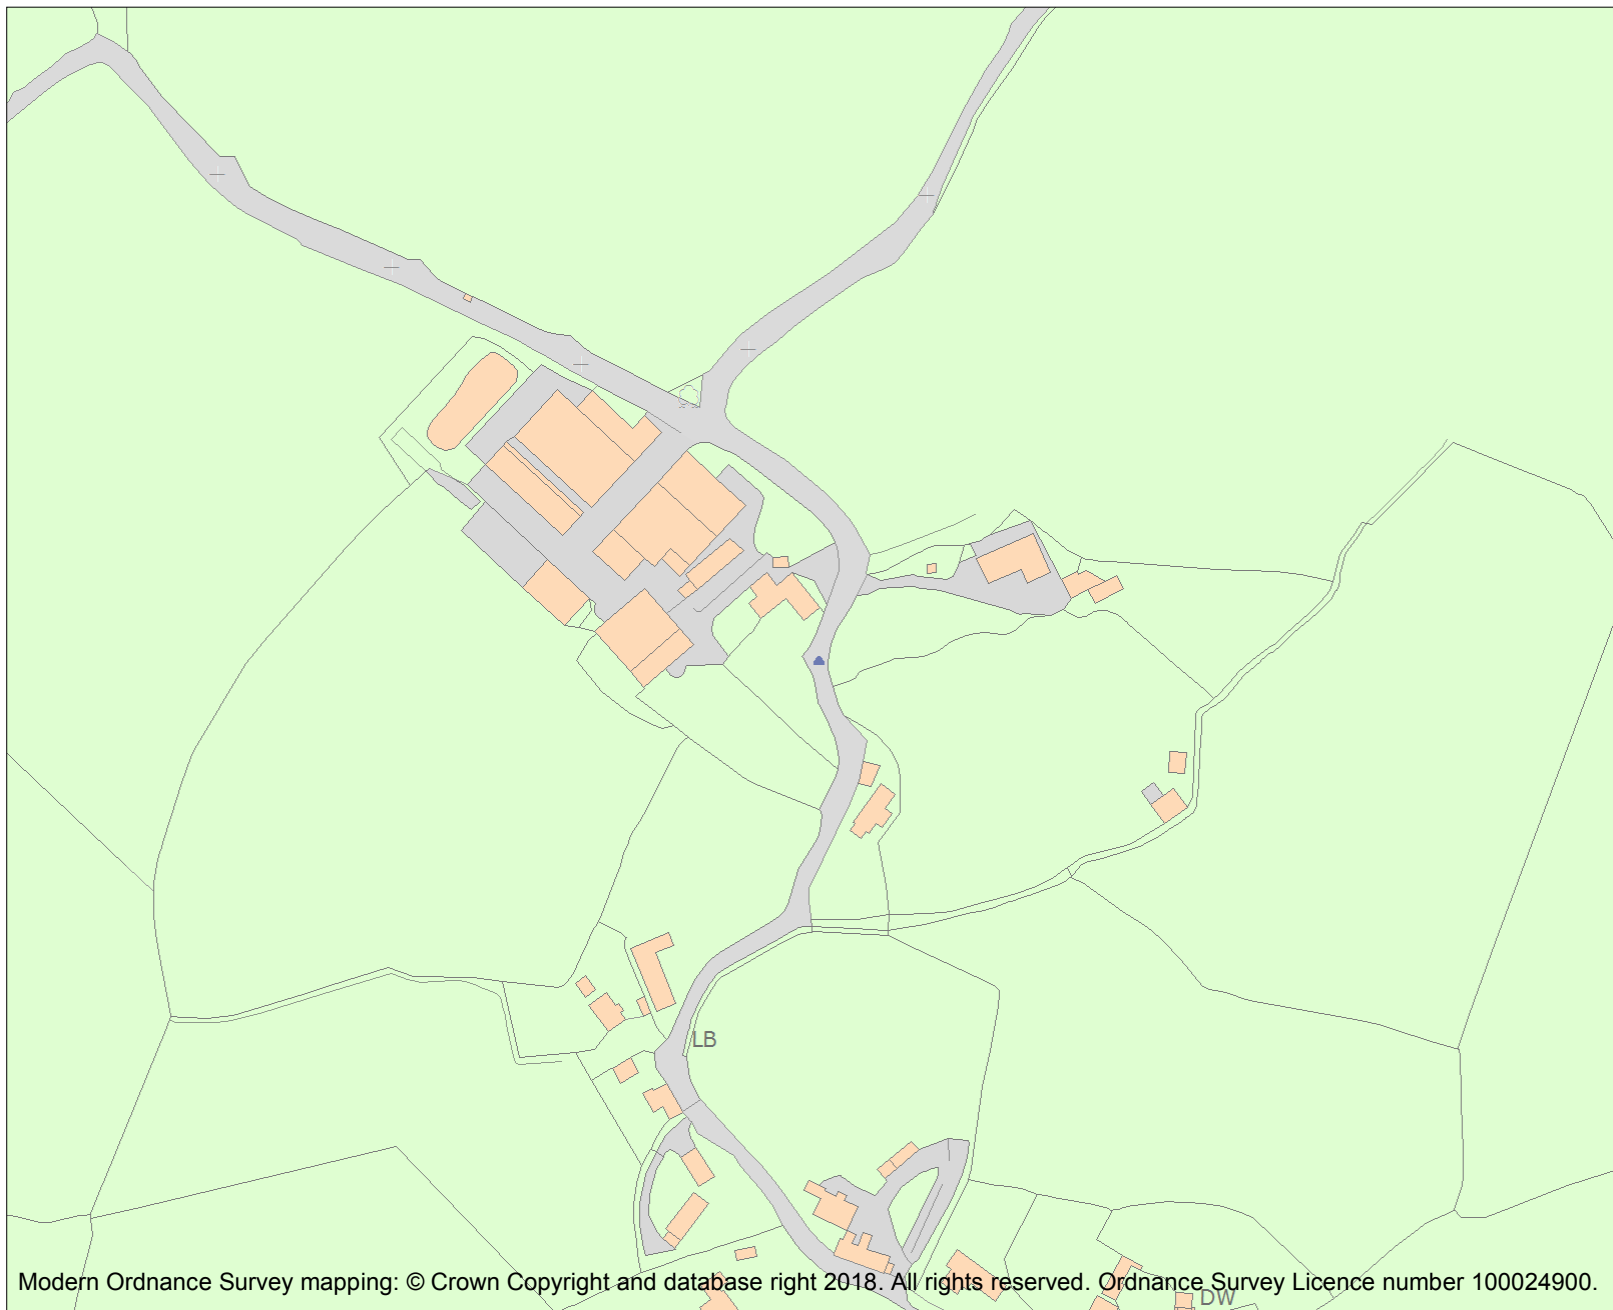 LB
Modern Ordnance Survey mapping: © Crown Copyright and database right 2018. All rights reserved. Ordnance Survey Licence number 100024900.
DW